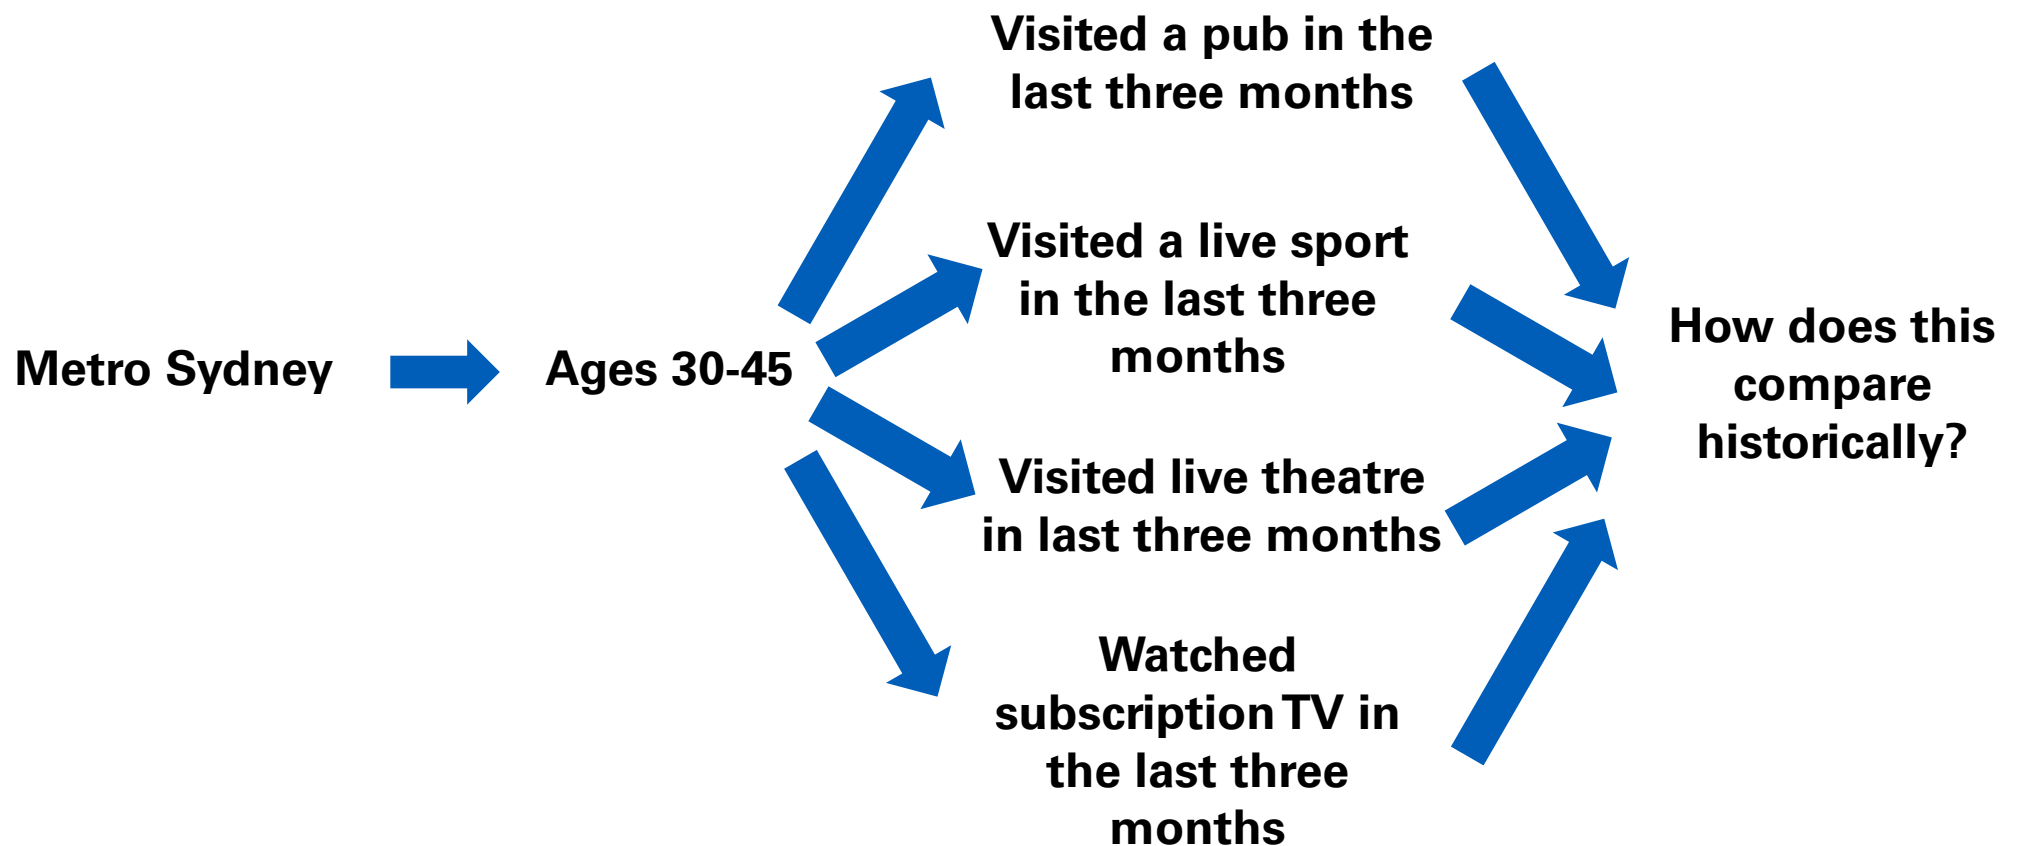 Metro Sydney
Ages 30-45
Visited a pub in the
last three months
Visited a live sport
in the last three
months
Visited live theatre
in last three months
Watched
subscription TV in
the last three
months
How does this
compare
historically?